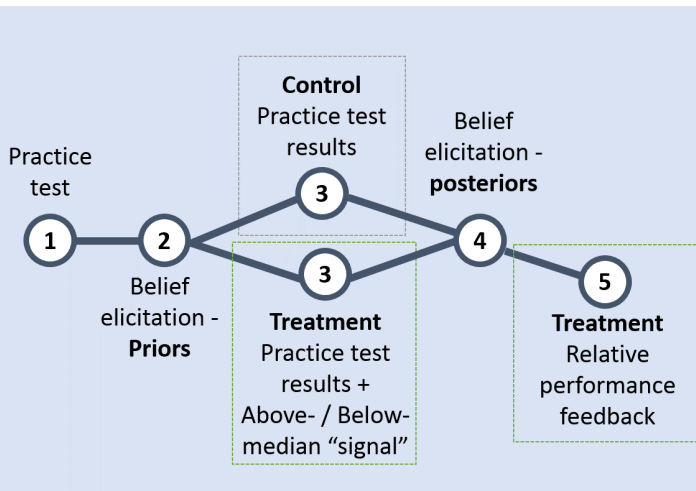 Practice
test
1
2
Belief
elicitation -
Priors
Control
Practice test
results
3
3
Treatment
Practice test
results +
Above- / Below-
median “signal”
Belief
elicitation -
posteriors
4
5
Treatment
Relative
performance
feedback